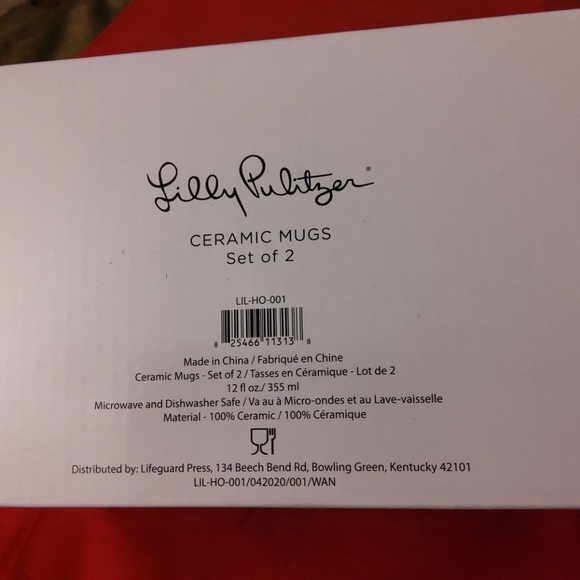 Lilly Pulitzer®
CERAMIC MUGS
Set of 2
LIL-HO-001
8 25466 11313 8
Made in China / Fabriqué en Chine
Ceramic Mugs - Set of 2 / Tasses en Céramique - Lot de 2
12 fl oz./ 355 ml
Microwave and Dishwasher Safe / Va au à Micro-ondes et au Lave-vaisselle
Material - 100% Ceramic / 100% Céramique
Distributed by: Lifeguard Press, 134 Beech Bend Rd, Bowling Green, Kentucky 42101
LIL-HO-001/042020/001/WAN